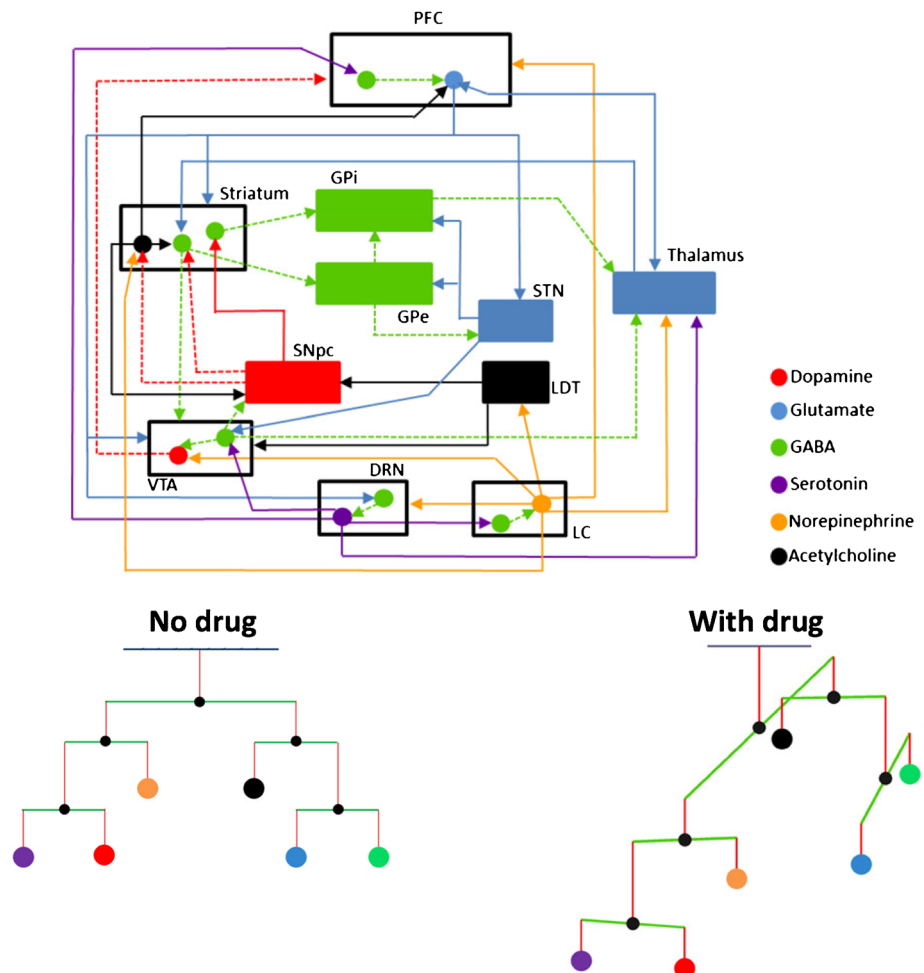 PFC
Striatum
GPi
Thalamus
GPe
STN
SNpc
LDT
VTA
DRN
LC
Dopamine
Glutamate
GABA
Serotonin
Norepinephrine
Acetylcholine
No drug
With drug